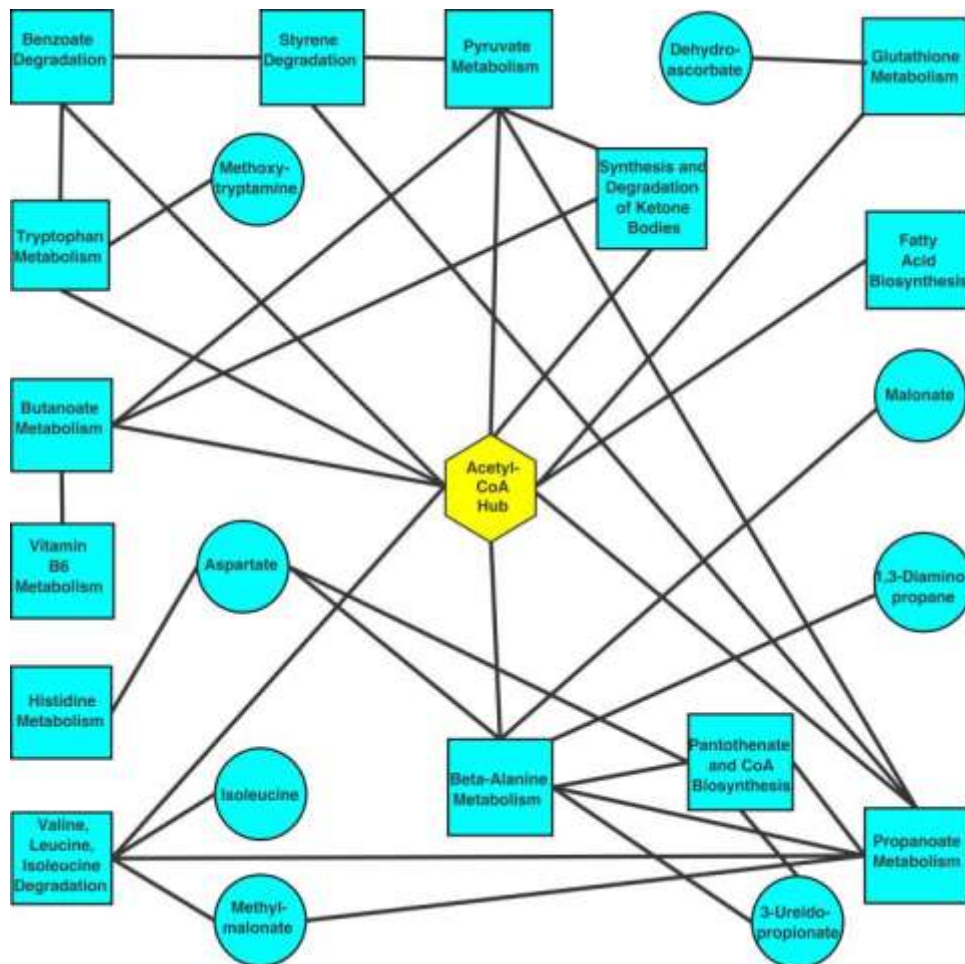 Benzoate
Degradation
Styrene
Degradation
Pyruvate
Metabolism
Dehydro-
ascorbate
Glutathione
Metabolism
Methoxy-
tryptamine
Synthesis and
Degradation
of Ketone
Bodies
Tryptophan
Metabolism
Fatty
Acid
Biosynthesis
Butanoate
Metabolism
Malonate
Acetyl-
CoA
Hub
Vitamin
B6
Metabolism
Aspartate
1,3-Diamino
propane
Histidine
Metabolism
Isoleucine
Beta-Alanine
Metabolism
Pantothenate
and CoA
Biosynthesis
Valine,
Leucine,
Isoleucine
Degradation
Propanoate
Metabolism
Methyl-
malonate
3-Ureido-
propionate